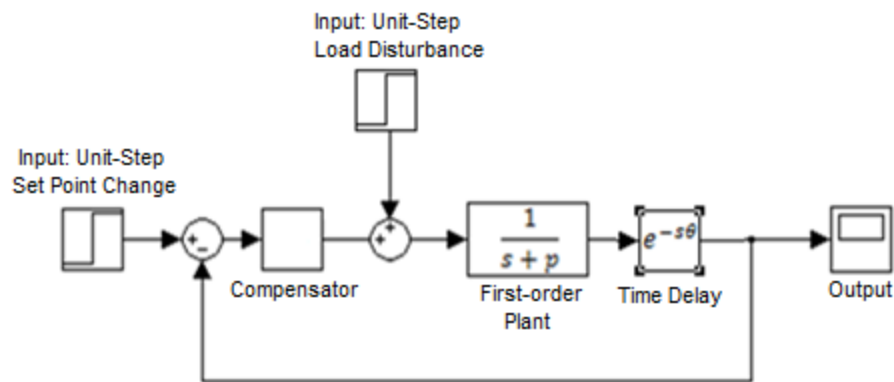 Input: Unit-Step
Load Disturbance
Input: Unit-Step
Set Point Change
+
−
Compensator
+
+
1
s + p
First-order
Plant
e^{−sθ}
Time Delay
Output